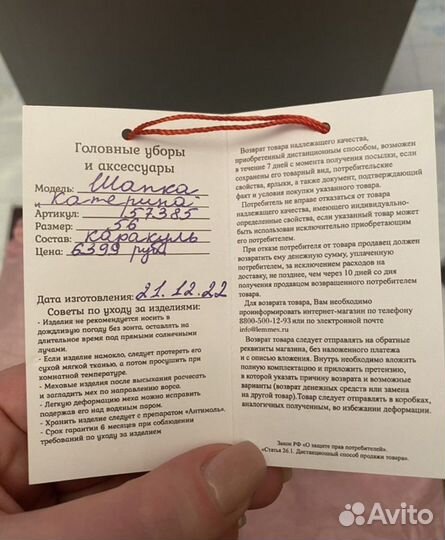 Головные уборы
и аксессуары
Модель: Шапка
"Катерина"
Артикул: 157385
Размер: 56
Состав: каракуль
Цена: 6399 руб
Дата изготовления: 21.12.22
Советы по уходу за изделиями:
- Изделия не рекомендуется носить в
дождливую погоду без зонта, оставлять на
длительное время под прямыми солнечными
лучами.
- Если изделие намокло, следует протереть его
сухой мягкой тканью, а потом просушить при
комнатной температуре.
- Меховые изделия после высыхания расчесать
и загладить мех по направлению ворса.
- Легкую деформацию меха можно исправить
подержав его над водяным паром.
- Хранить изделия следует с препаратом «Антимоль».
- Срок гарантии 6 месяцев при соблюдении
требований по уходу за изделием
Возврат товара надлежащего качества,
приобретенный дистанционным способом, возможен
в течение 7 дней с момента получения посылки, если
сохранены его товарный вид, потребительские
свойства, ярлыки, а также документ, подтверждающий
факт и условия покупки указанного товара.
Потребитель не вправе отказаться от товара
надлежащего качества, имеющего индивидуально-
определенные свойства, если указанный товар может
быть использован исключительно приобретающим
его потребителем.
При отказе потребителя от товара продавец должен
возвратить ему денежную сумму, уплаченную
потребителем, за исключением расходов на
доставку, не позднее, чем через 10 дней со дня
получения продавцом возвращенного потребителем
товара.
Для возврата товара, Вам необходимо
проинформировать интернет-магазин по телефону
8800-500-12-93 или по электронной почте
info@lemmex.ru
Возврат товара следует отправлять на обратные
реквизиты магазина, без наложенного платежа
и с описью вложения. Внутрь необходимо вложить
полную комплектацию и приложить претензию,
в которой указать причину возврата и возможные
варианты (возврат денежных средств или замена
на другой товар).Товар следует отправлять в коробках,
аналогичных полученным, во избежании деформации.
Закон РФ «О защите прав потребителей».
«Статья 26.1. Дистанционный способ продажи товара».
Avito